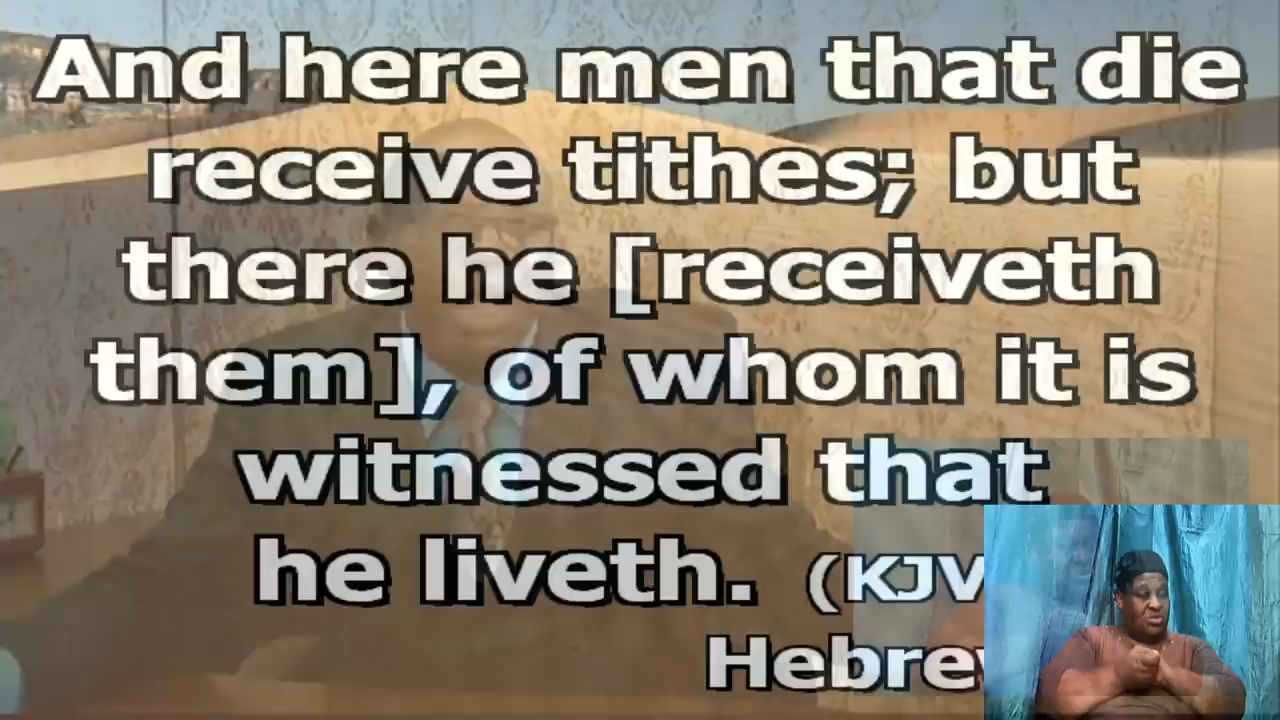 And here men that die
receive tithes; but
there he [receiveth
them], of whom it is
witnessed that
he liveth. (KJV